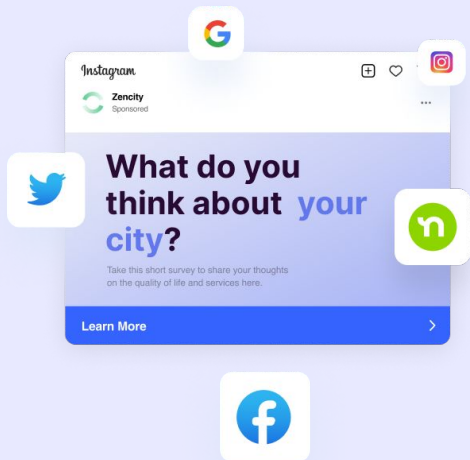 Instagram
Zencity
Sponsored
What do you
think about your
city?
Take this short survey to share your thoughts
on the quality of life and services here.
Learn More